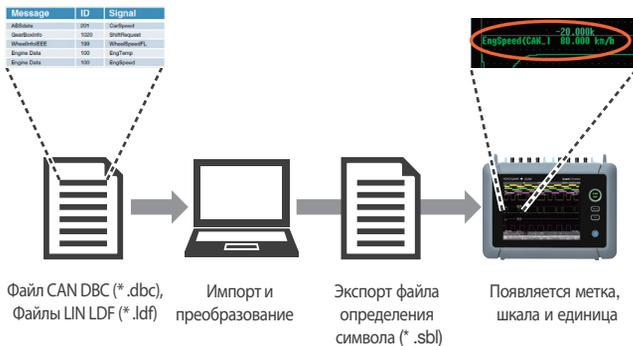 Message ID Signal
ABSdata 201 CarSpeed
GearBoxInfo 1020 ShiftRequest
WheelInfoIEEE 199 WheelSpeedFL
Engine Data 100 EngTemp
Engine Data 100 EngSpeed
-20.000k
EngSpeed(CAN_) 80.000 km/h
Файл CAN DBC (* .dbc),
Файлы LIN LDF (* .ldf)
Импорт и
преобразование
Экспорт файла
определения
символа (* .sbl)
Появляется метка,
шкала и единица